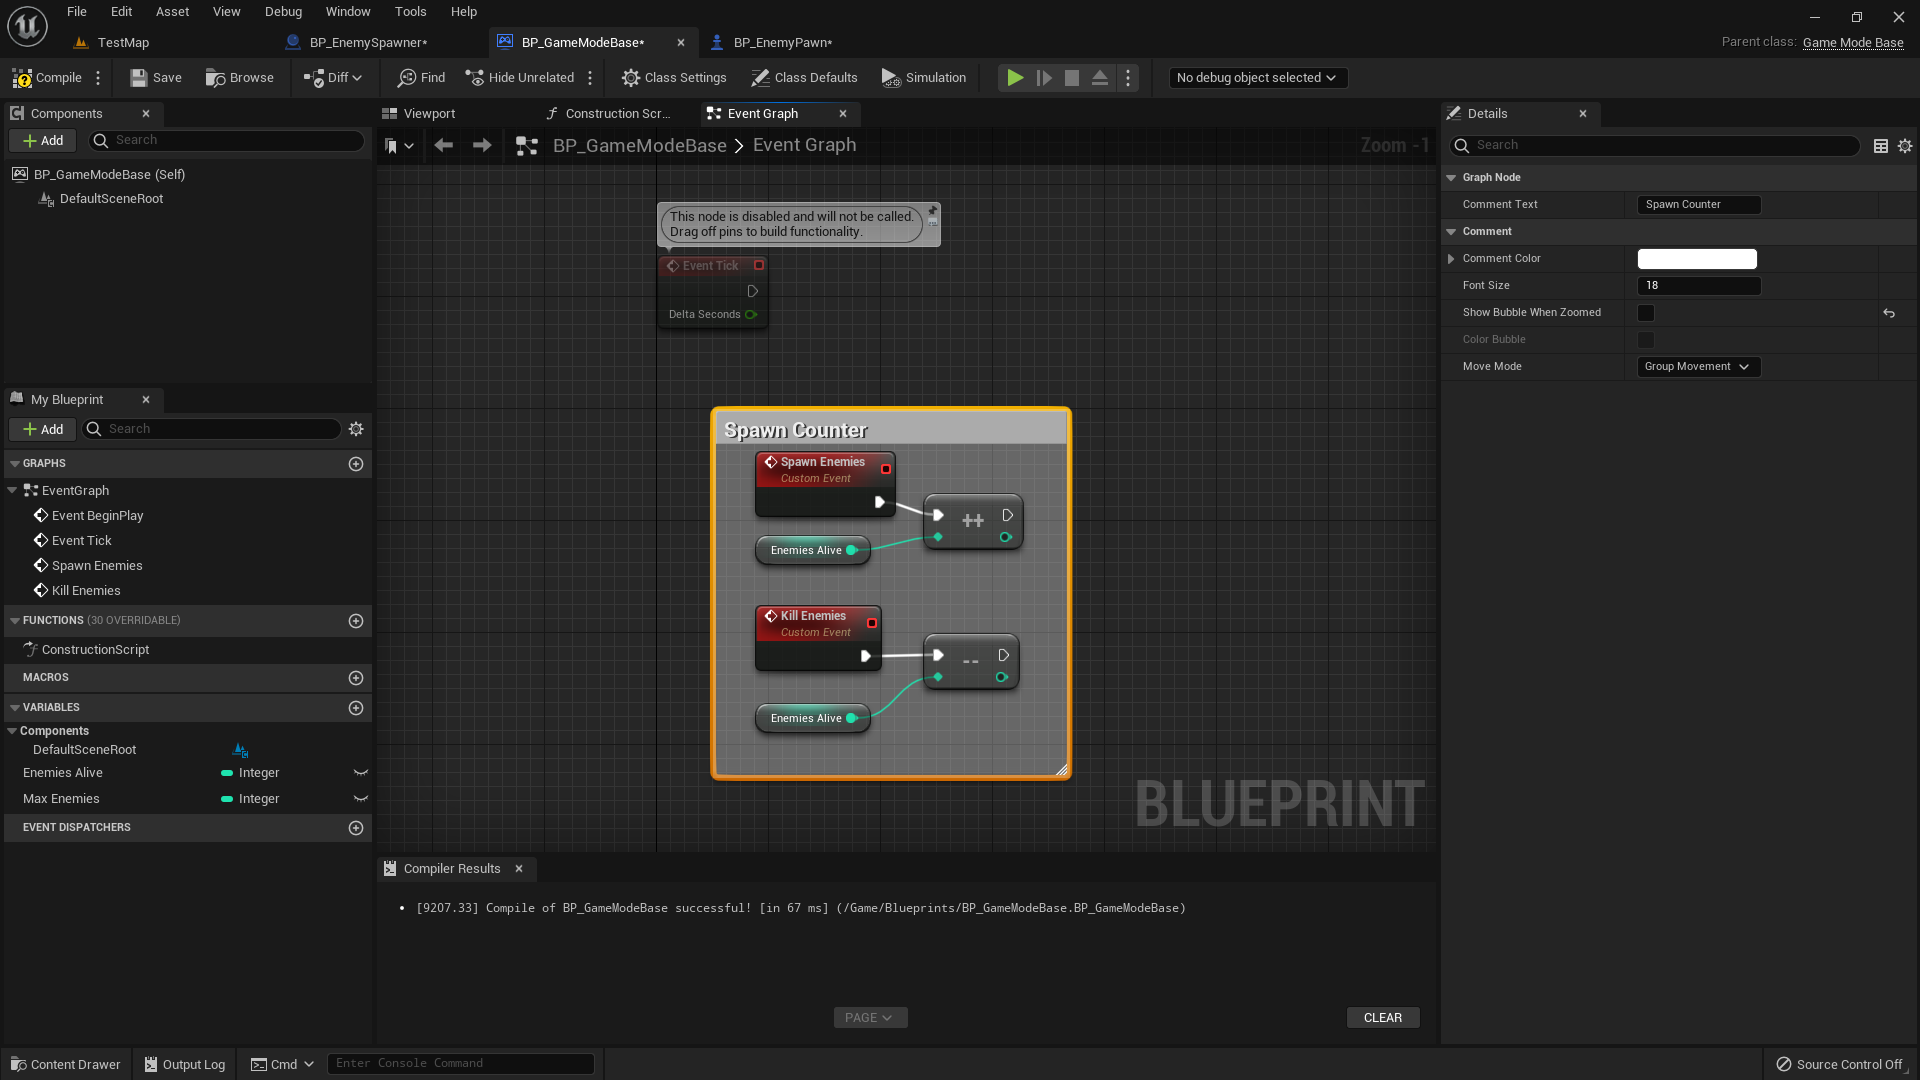 File Edit Asset View Debug Window Tools Help
TestMap BP_EnemySpawner* BP_GameModeBase* BP_EnemyPawn*
Parent class: Game Mode Base
Compile Save Browse Diff Find Hide Unrelated Class Settings Class Defaults Simulation No debug object selected
Components
Add Search
BP_GameModeBase (Self)
DefaultSceneRoot
My Blueprint
Add Search
GRAPHS
EventGraph
Event BeginPlay
Event Tick
Spawn Enemies
Kill Enemies
FUNCTIONS (30 OVERRIDABLE)
ConstructionScript
MACROS
VARIABLES
Components
DefaultSceneRoot
Enemies Alive Integer
Max Enemies Integer
EVENT DISPATCHERS
Viewport Construction Scr... Event Graph
BP_GameModeBase > Event Graph
Zoom -1
This node is disabled and will not be called.
Drag off pins to build functionality.
Event Tick
Delta Seconds
Spawn Counter
Spawn Enemies
Custom Event
++
Enemies Alive
Kill Enemies
Custom Event
--
Enemies Alive
BLUEPRINT
Compiler Results
• [9207.33] Compile of BP_GameModeBase successful! [in 67 ms] (/Game/Blueprints/BP_GameModeBase.BP_GameModeBase)
PAGE CLEAR
Details
Search
Graph Node
Comment Text Spawn Counter
Comment
Comment Color
Font Size 18
Show Bubble When Zoomed
Color Bubble
Move Mode Group Movement
Content Drawer Output Log Cmd Enter Console Command Source Control Off